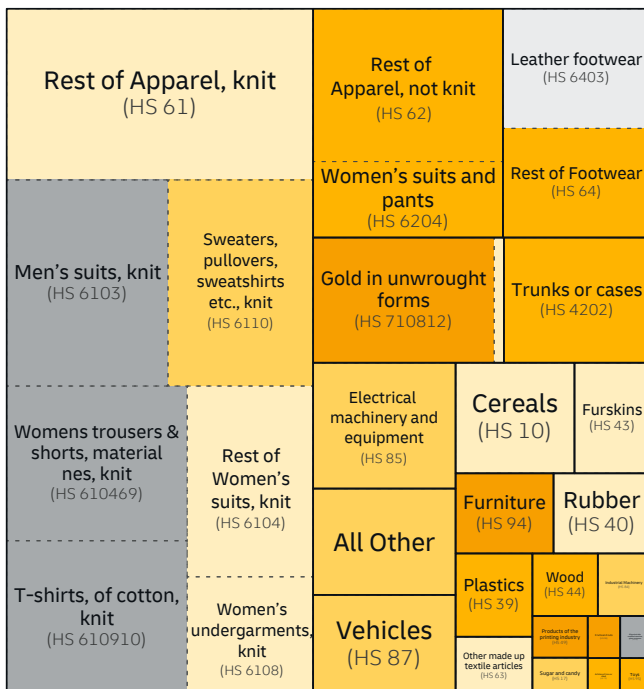 Rest of Apparel, knit
(HS 61)
Men's suits, knit
(HS 6103)
Sweaters,
pullovers,
sweatshirts
etc., knit
(HS 6110)
Womens trousers &
shorts, material
nes, knit
(HS 610469)
Rest of
Women's
suits, knit
(HS 6104)
T-shirts, of cotton,
knit
(HS 610910)
Women's
undergarments,
knit
(HS 6108)
Rest of
Apparel, not knit
(HS 62)
Women's suits and
pants
(HS 6204)
Leather footwear
(HS 6403)
Rest of Footwear
(HS 64)
Gold in unwrought
forms
(HS 710812)
Trunks or cases
(HS 4202)
Electrical
machinery and
equipment
(HS 85)
Cereals
(HS 10)
Furskins
(HS 43)
All Other
Furniture
(HS 94)
Rubber
(HS 40)
Vehicles
(HS 87)
Plastics
(HS 39)
Wood
(HS 44)
Industrial Machinery
Other made up
textile articles
(HS 63)
Products of the
printing industry
(HS 49)
Sugar and candy
(HS 17)
Toys